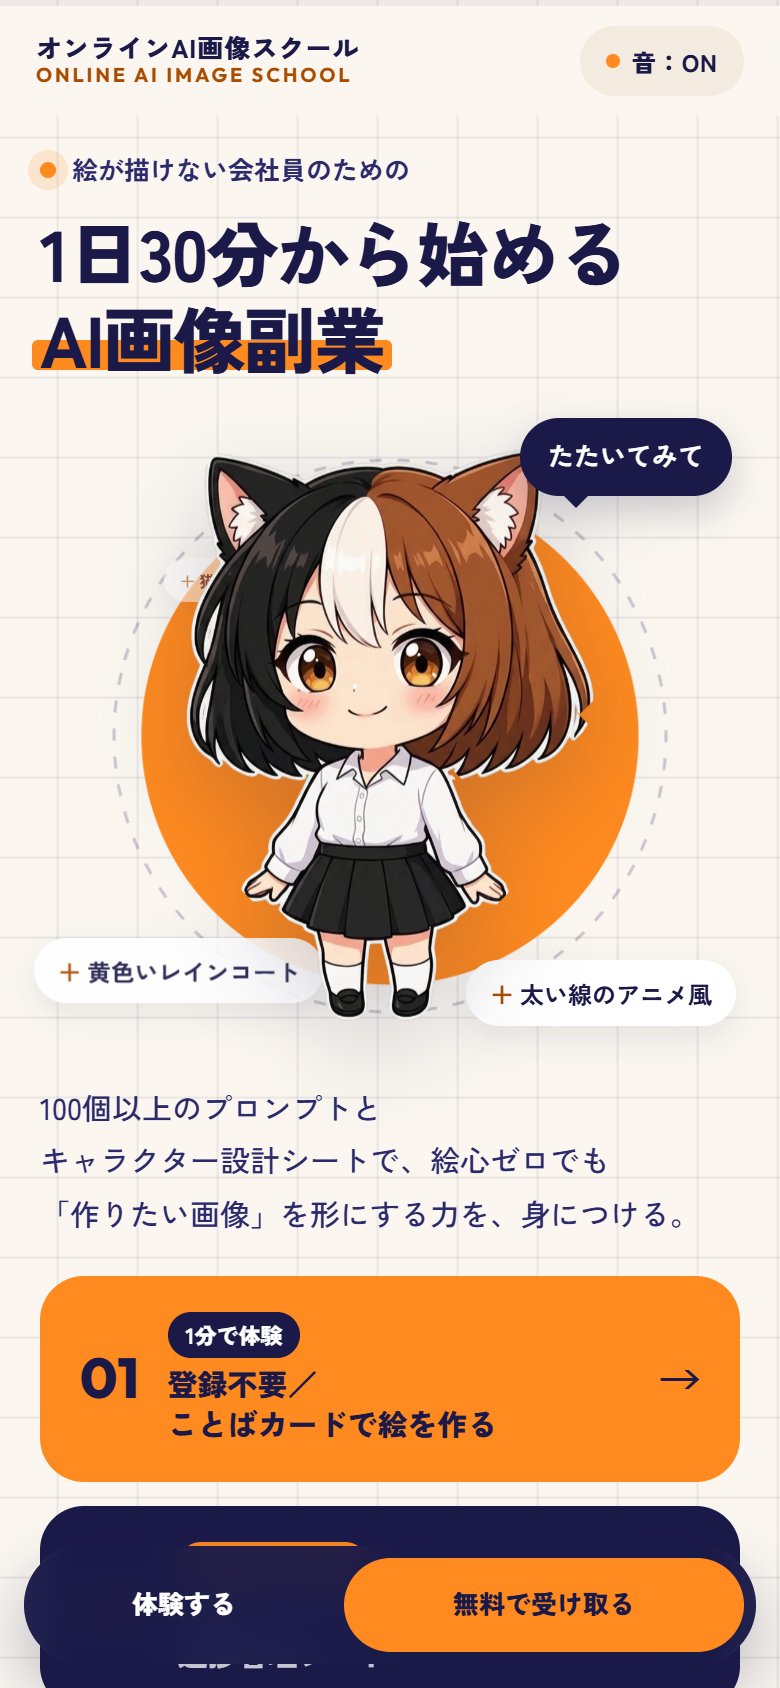 オンラインAI画像スクール
ONLINE AI IMAGE SCHOOL
音：ON
絵が描けない会社員のための
1日30分から始める
AI画像副業
たたいてみて
＋
＋ 黄色いレインコート
＋ 太い線のアニメ風
100個以上のプロンプトと
キャラクター設計シートで、絵心ゼロでも
「作りたい画像」を形にする力を、身につける。
1分で体験
01
登録不要／
ことばカードで絵を作る
→
体験する
無料で受け取る